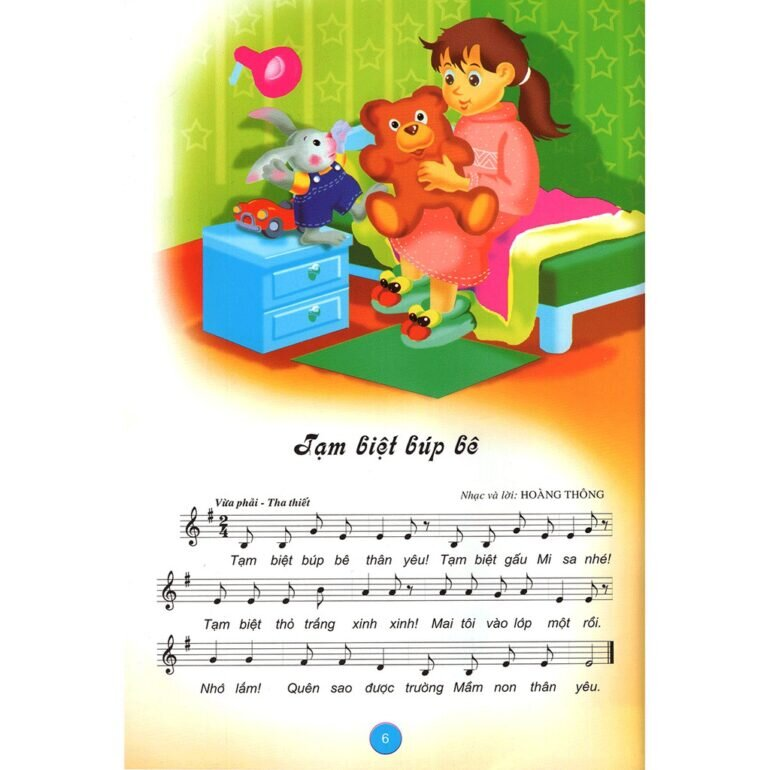 Tạm biệt búp bê
Vừa phải - Tha thiết
Nhạc và lời: HOÀNG THÔNG
2
4
Tạm biệt búp bê thân yêu! Tạm biệt gấu Mi sa nhé!
Tạm biệt thỏ trắng xinh xinh! Mai tôi vào lớp một rồi.
Nhớ lắm! Quên sao được trường Mầm non thân yêu.
6